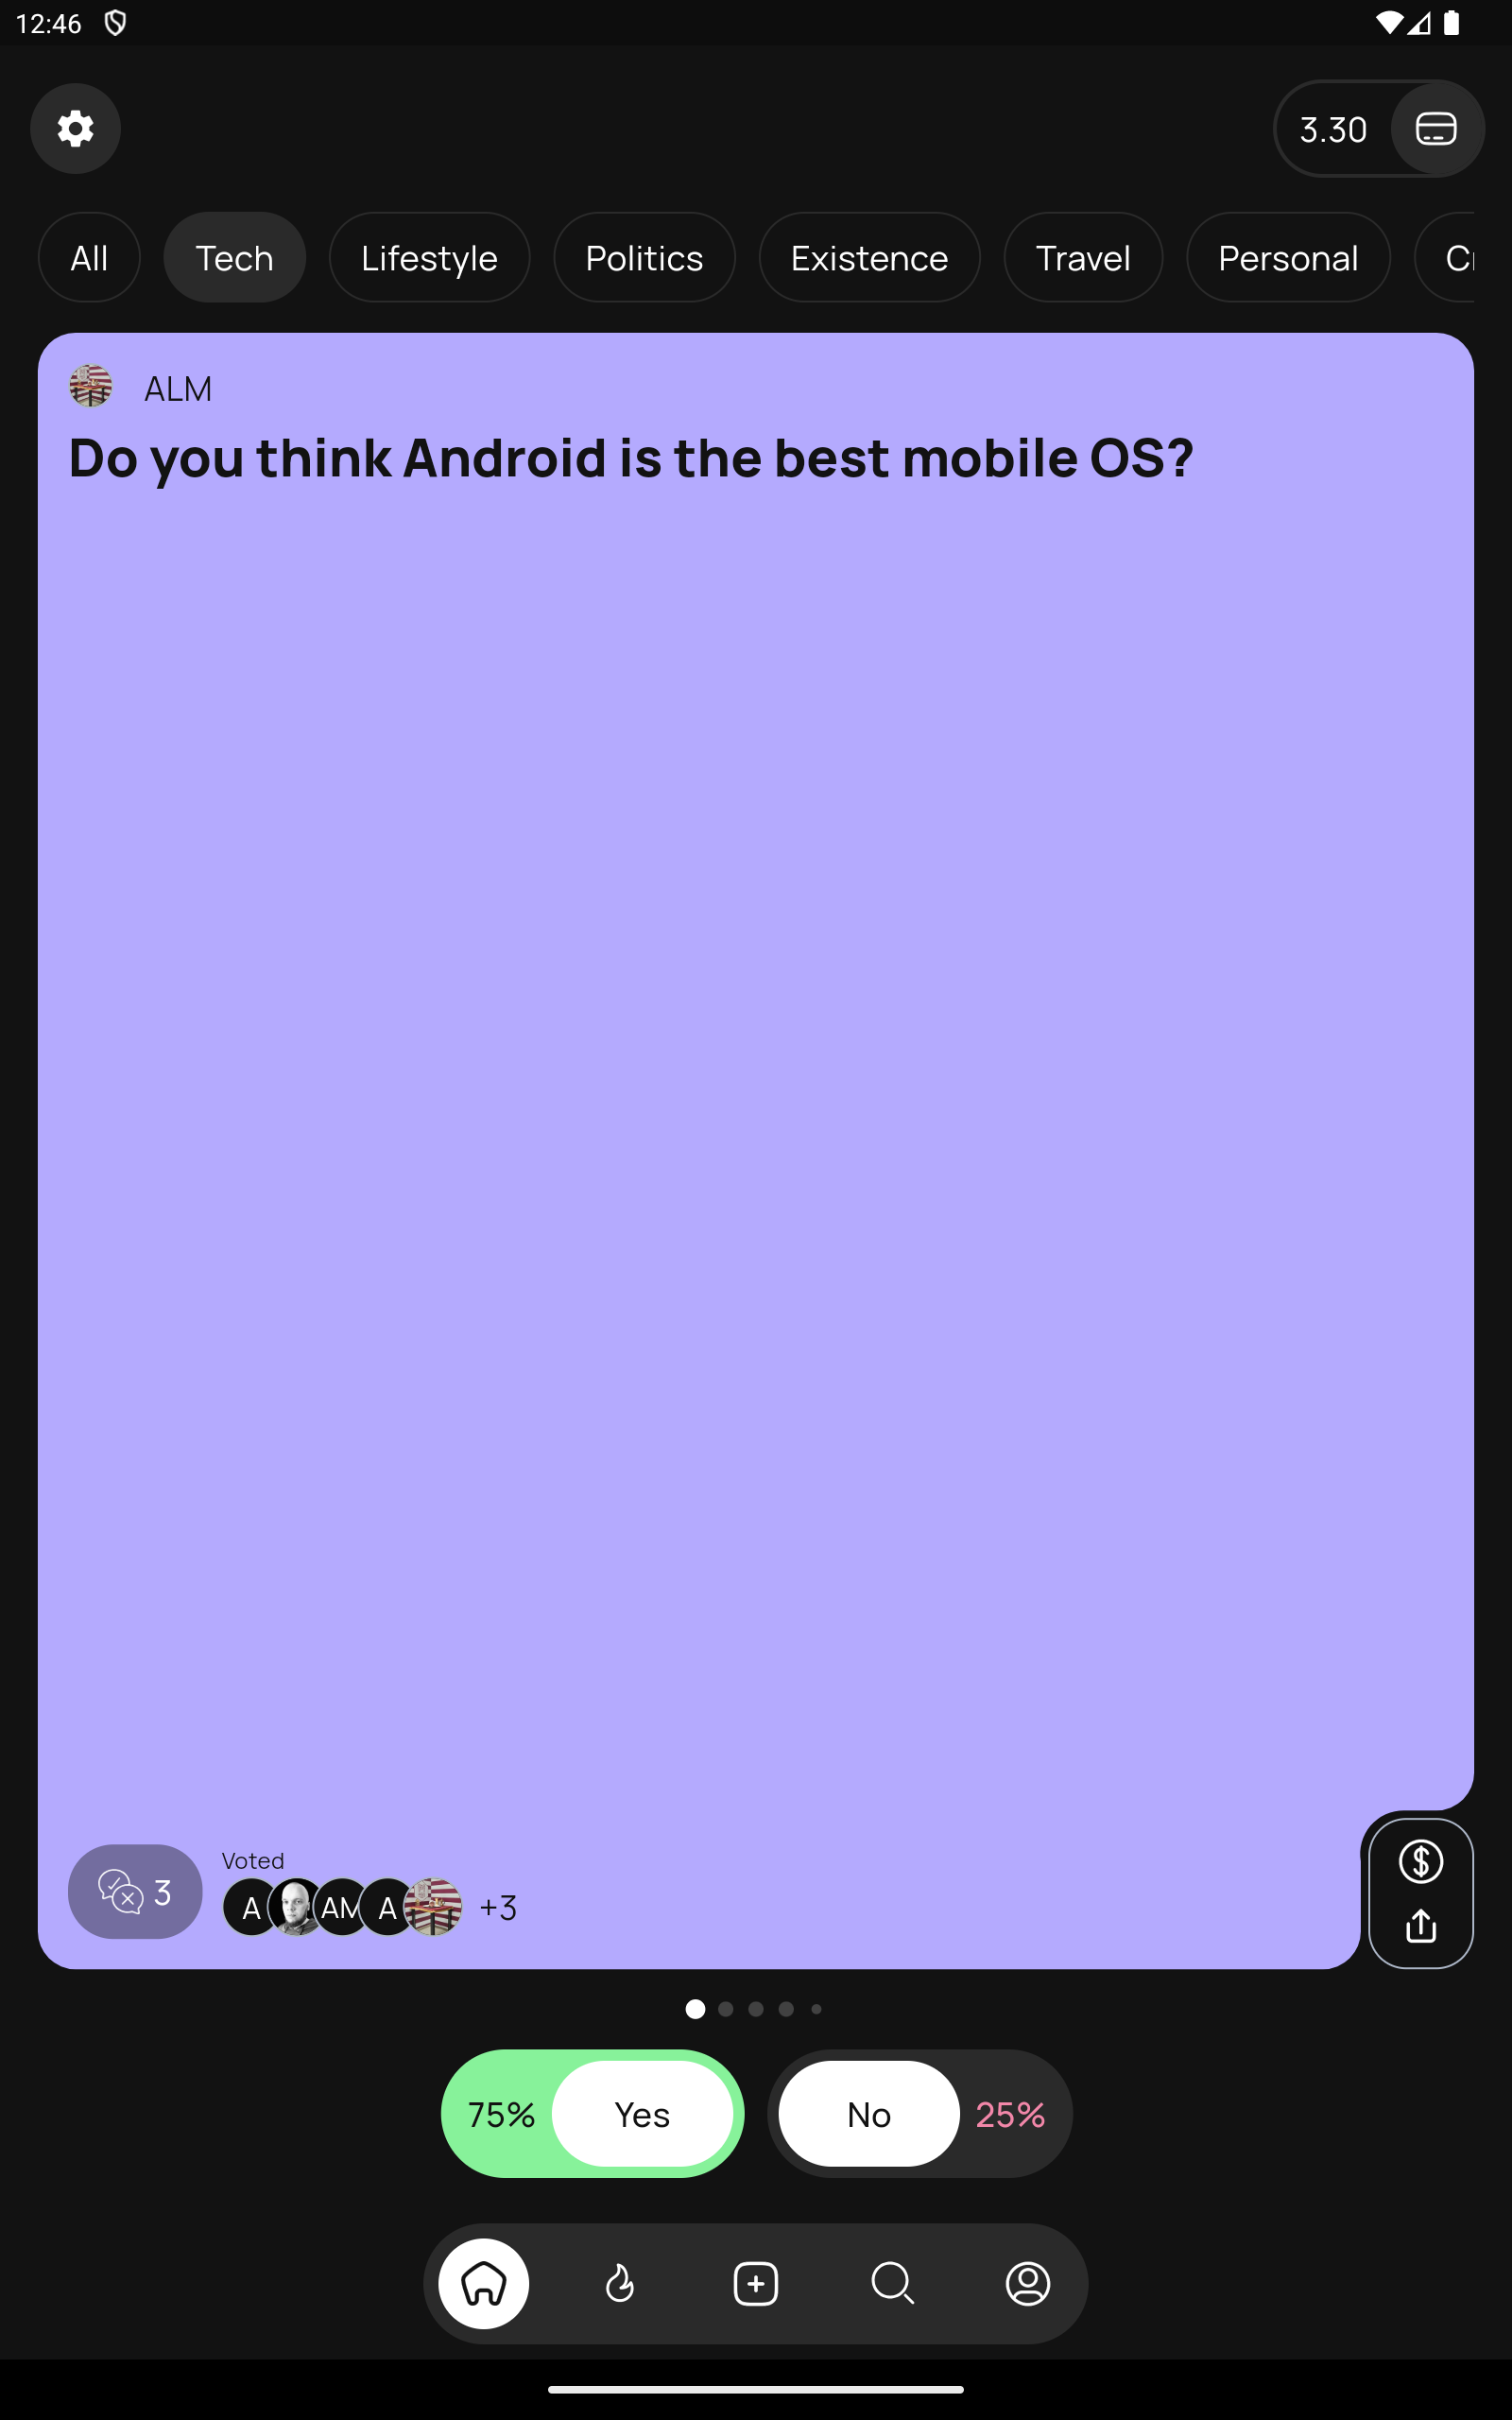 12:46
3.30
All Tech Lifestyle Politics Existence Travel Personal
ALM
Do you think Android is the best mobile OS?
Voted
3 A AM A +3
75% Yes No 25%